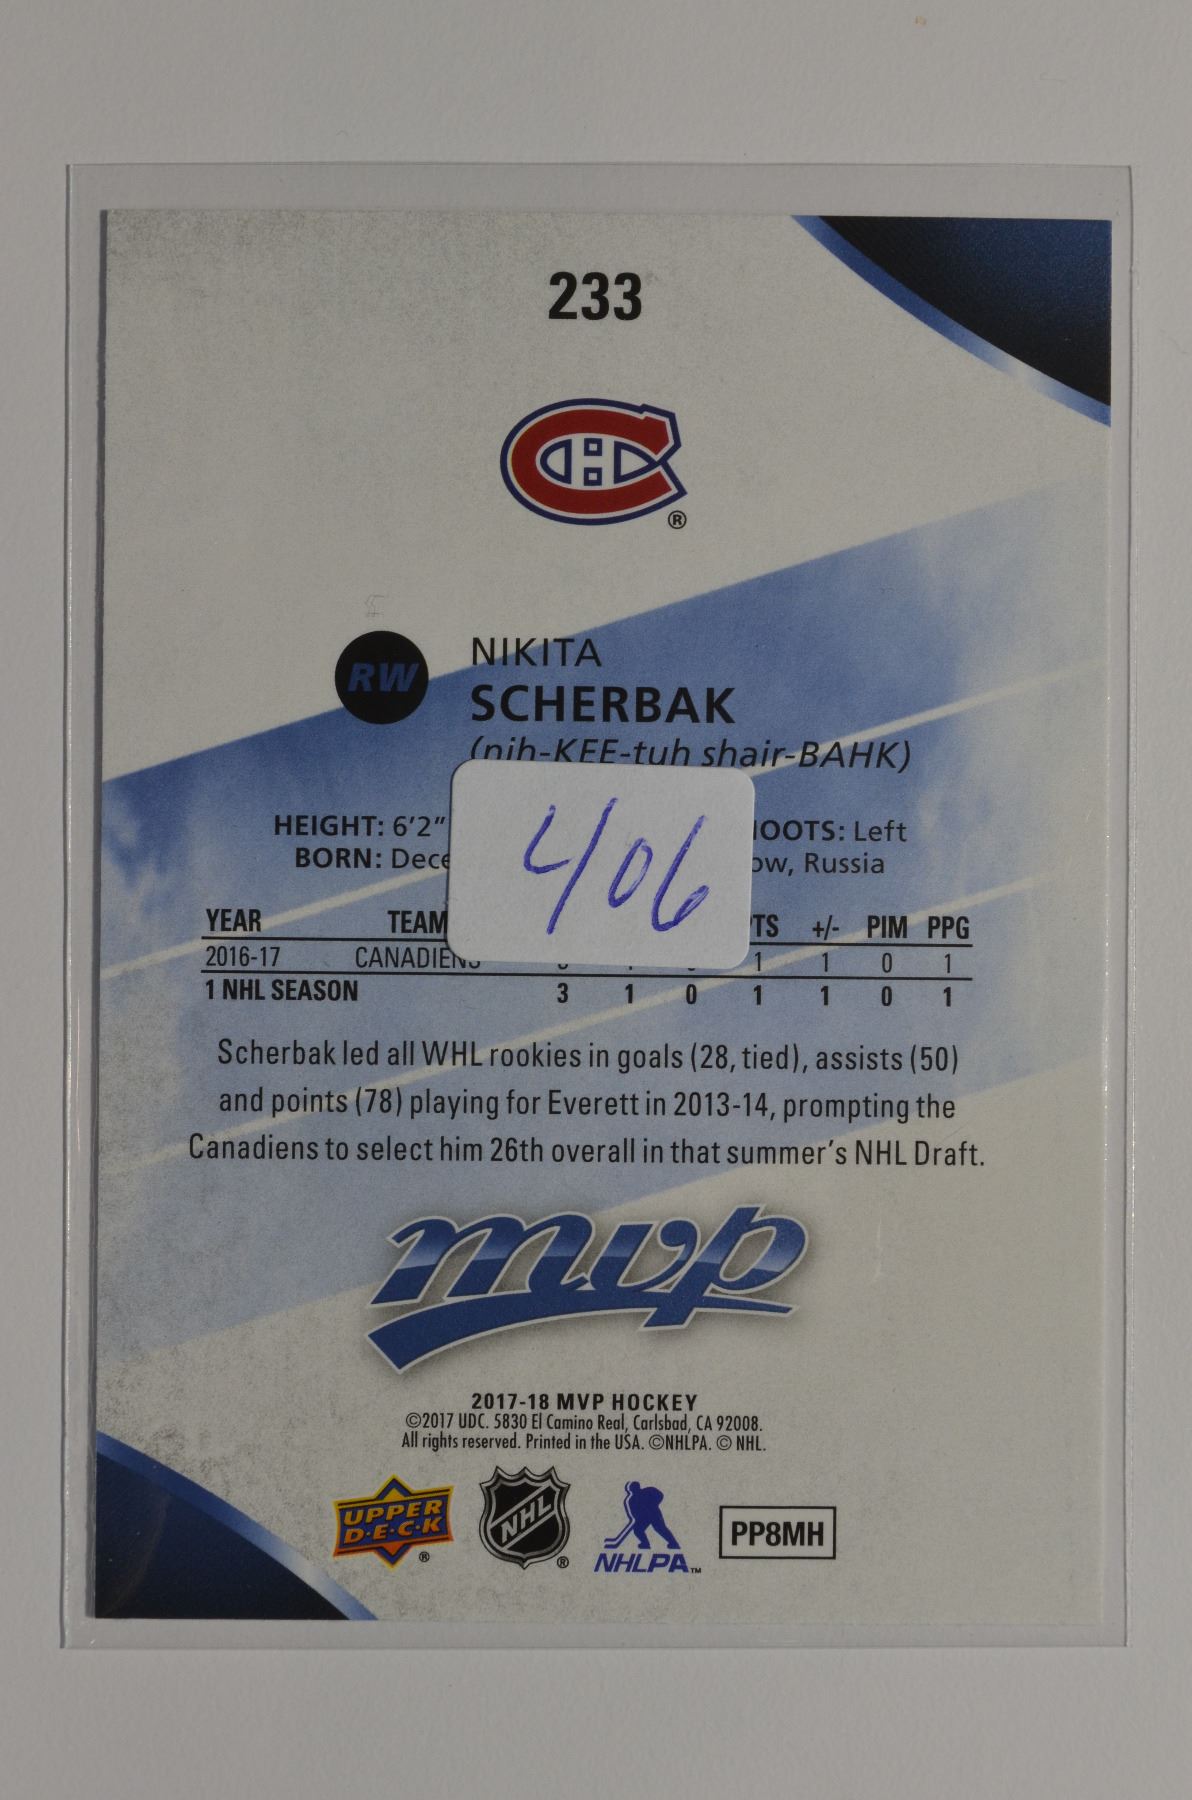 233
®
RW
NIKITA
SCHERBAK
(nih-KEE-tuh shair-BAHK)
406
HEIGHT: 6'2" HOOTS: Left
BORN: Dece ow, Russia
YEAR TEAM TS +/- PIM PPG
2016-17 CANADIENS 1 1 0 1
1 NHL SEASON 3 1 0 1 1 0 1
Scherbak led all WHL rookies in goals (28, tied), assists (50)
and points (78) playing for Everett in 2013-14, prompting the
Canadiens to select him 26th overall in that summer's NHL Draft.
mvp
2017-18 MVP HOCKEY
©2017 UDC. 5830 El Camino Real, Carlsbad, CA 92008.
All rights reserved. Printed in the USA. ©NHLPA. © NHL.
UPPER
D·E·C·K ®
NHL ®
NHLPA™
PP8MH